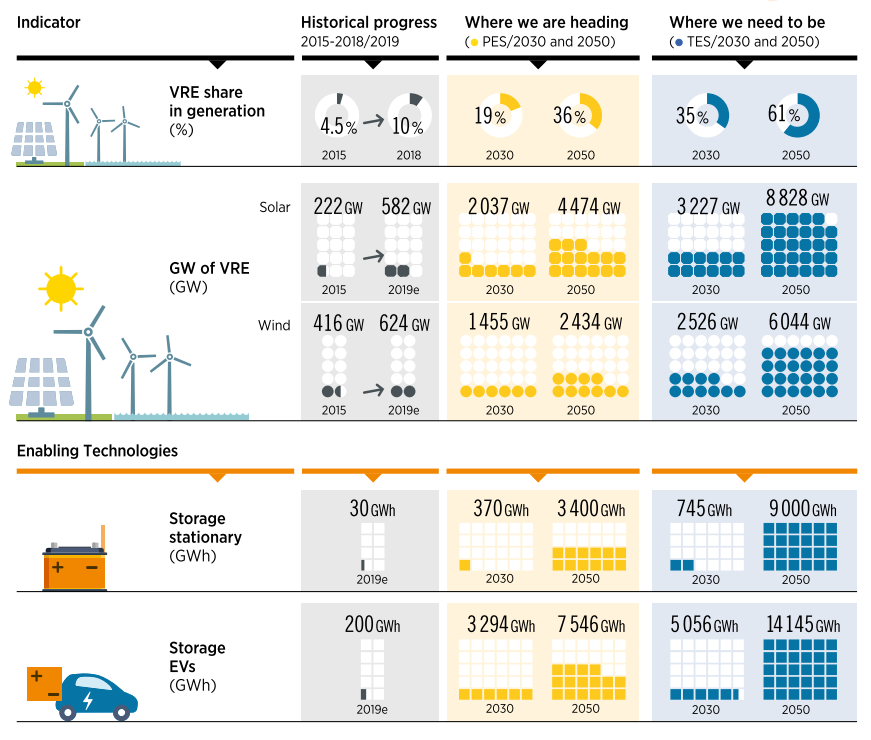 Indicator
Historical progress
2015-2018/2019
Where we are heading
(● PES/2030 and 2050)
Where we need to be
(● TES/2030 and 2050)
VRE share
in generation
(%)
4.5%
10%
19%
36%
35%
61%
2015
2018
2030
2050
2030
2050
GW of VRE
(GW)
Solar
222 GW
582 GW
2 037 GW
4 474 GW
3 227 GW
8 828 GW
2015
2019e
2030
2050
2030
2050
Wind
416 GW
624 GW
1 455 GW
2 434 GW
2 526 GW
6 044 GW
2015
2019e
2030
2050
2030
2050
Enabling Technologies
Storage
stationary
(GWh)
30 GWh
370 GWh
3 400 GWh
745 GWh
9 000 GWh
2019e
2030
2050
2030
2050
Storage
EVs
(GWh)
200 GWh
3 294 GWh
7 546 GWh
5 056 GWh
14 145 GWh
2019e
2030
2050
2030
2050